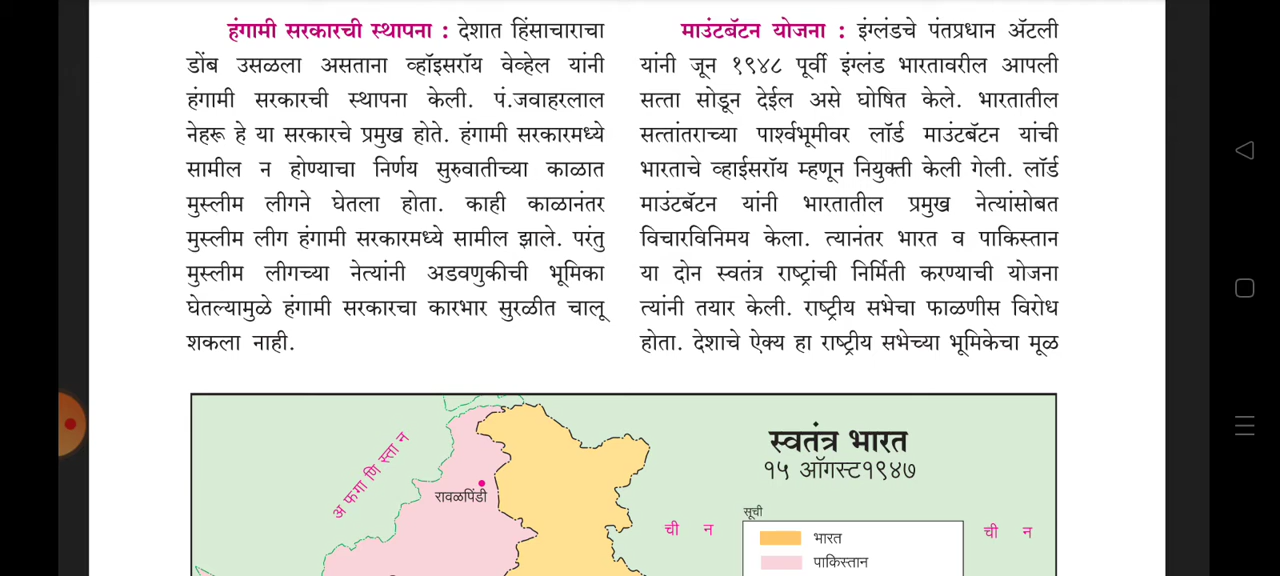 हंगामी सरकारची स्थापना : देशात हिंसाचाराचा
डोंब उसळला असताना व्हॉइसरॉय वेव्हेल यांनी
हंगामी सरकारची स्थापना केली. पं.जवाहरलाल
नेहरू हे या सरकारचे प्रमुख होते. हंगामी सरकारमध्ये
सामील न होण्याचा निर्णय सुरुवातीच्या काळात
मुस्लीम लीगने घेतला होता. काही काळानंतर
मुस्लीम लीग हंगामी सरकारमध्ये सामील झाले. परंतु
मुस्लीम लीगच्या नेत्यांनी अडवणुकीची भूमिका
घेतल्यामुळे हंगामी सरकारचा कारभार सुरळीत चालू
शकला नाही.
माउंटबॅटन योजना : इंग्लंडचे पंतप्रधान ॲटली
यांनी जून १९४८ पूर्वी इंग्लंड भारतावरील आपली
सत्ता सोडून देईल असे घोषित केले. भारतातील
सत्तांतराच्या पार्श्वभूमीवर लॉर्ड माउंटबॅटन यांची
भारताचे व्हाईसरॉय म्हणून नियुक्ती केली गेली. लॉर्ड
माउंटबॅटन यांनी भारतातील प्रमुख नेत्यांसोबत
विचारविनिमय केला. त्यानंतर भारत व पाकिस्तान
या दोन स्वतंत्र राष्ट्रांची निर्मिती करण्याची योजना
त्यांनी तयार केली. राष्ट्रीय सभेचा फाळणीस विरोध
होता. देशाचे ऐक्य हा राष्ट्रीय सभेच्या भूमिकेचा मूळ
स्वतंत्र भारत
१५ ऑगस्ट१९४७
अ फगा णि स्ता न
रावळपिंडी
ची न
सूची
ची न
भारत
पाकिस्तान